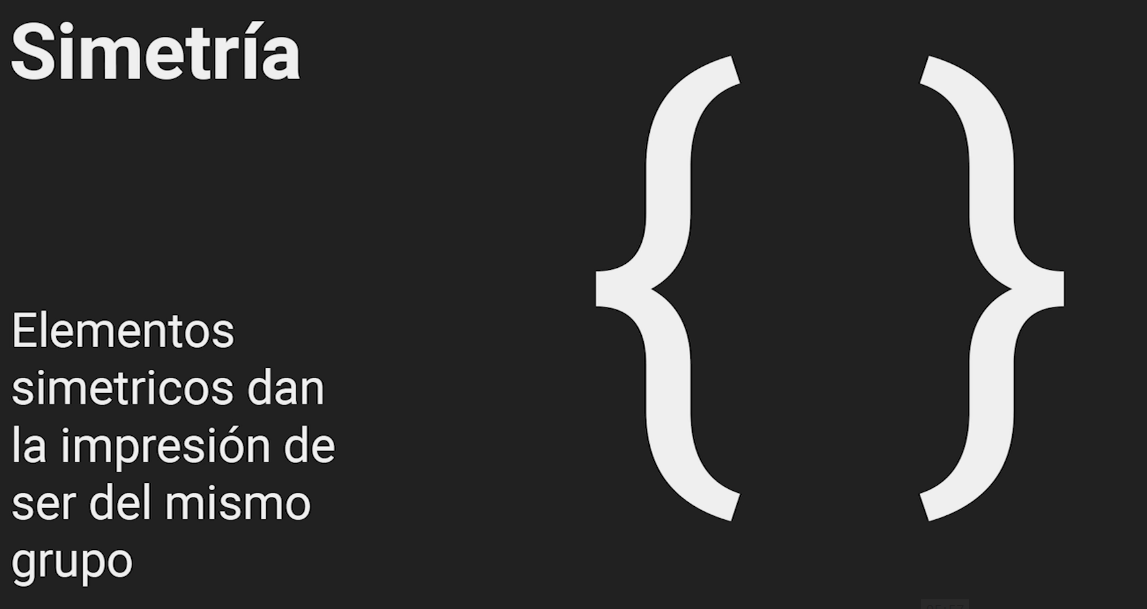 Simetría
{ }
Elementos
simetricos dan
la impresión de
ser del mismo
grupo